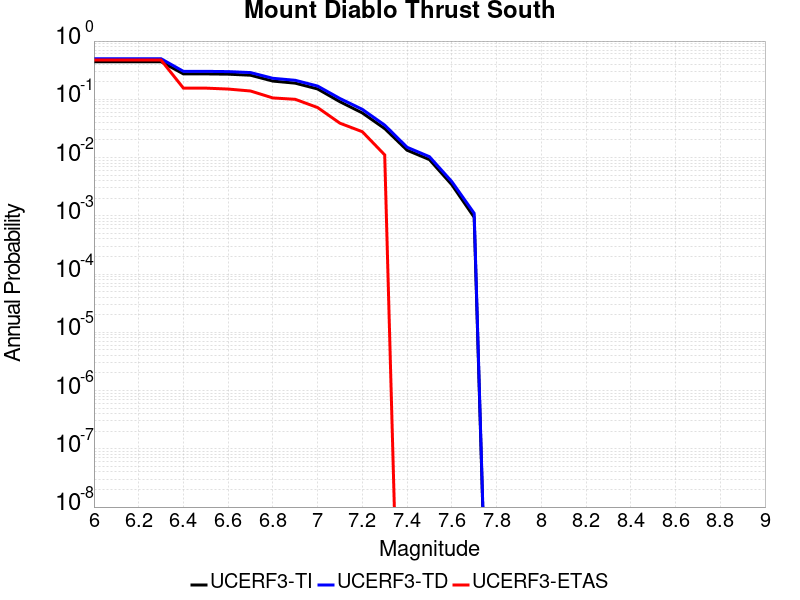 Mount Diablo Thrust South
10^0
10^-1
10^-2
10^-3
10^-4
10^-5
10^-6
10^-7
10^-8
Annual Probability
6 6.2 6.4 6.6 6.8 7 7.2 7.4 7.6 7.8 8 8.2 8.4 8.6 8.8 9
Magnitude
UCERF3-TI UCERF3-TD UCERF3-ETAS